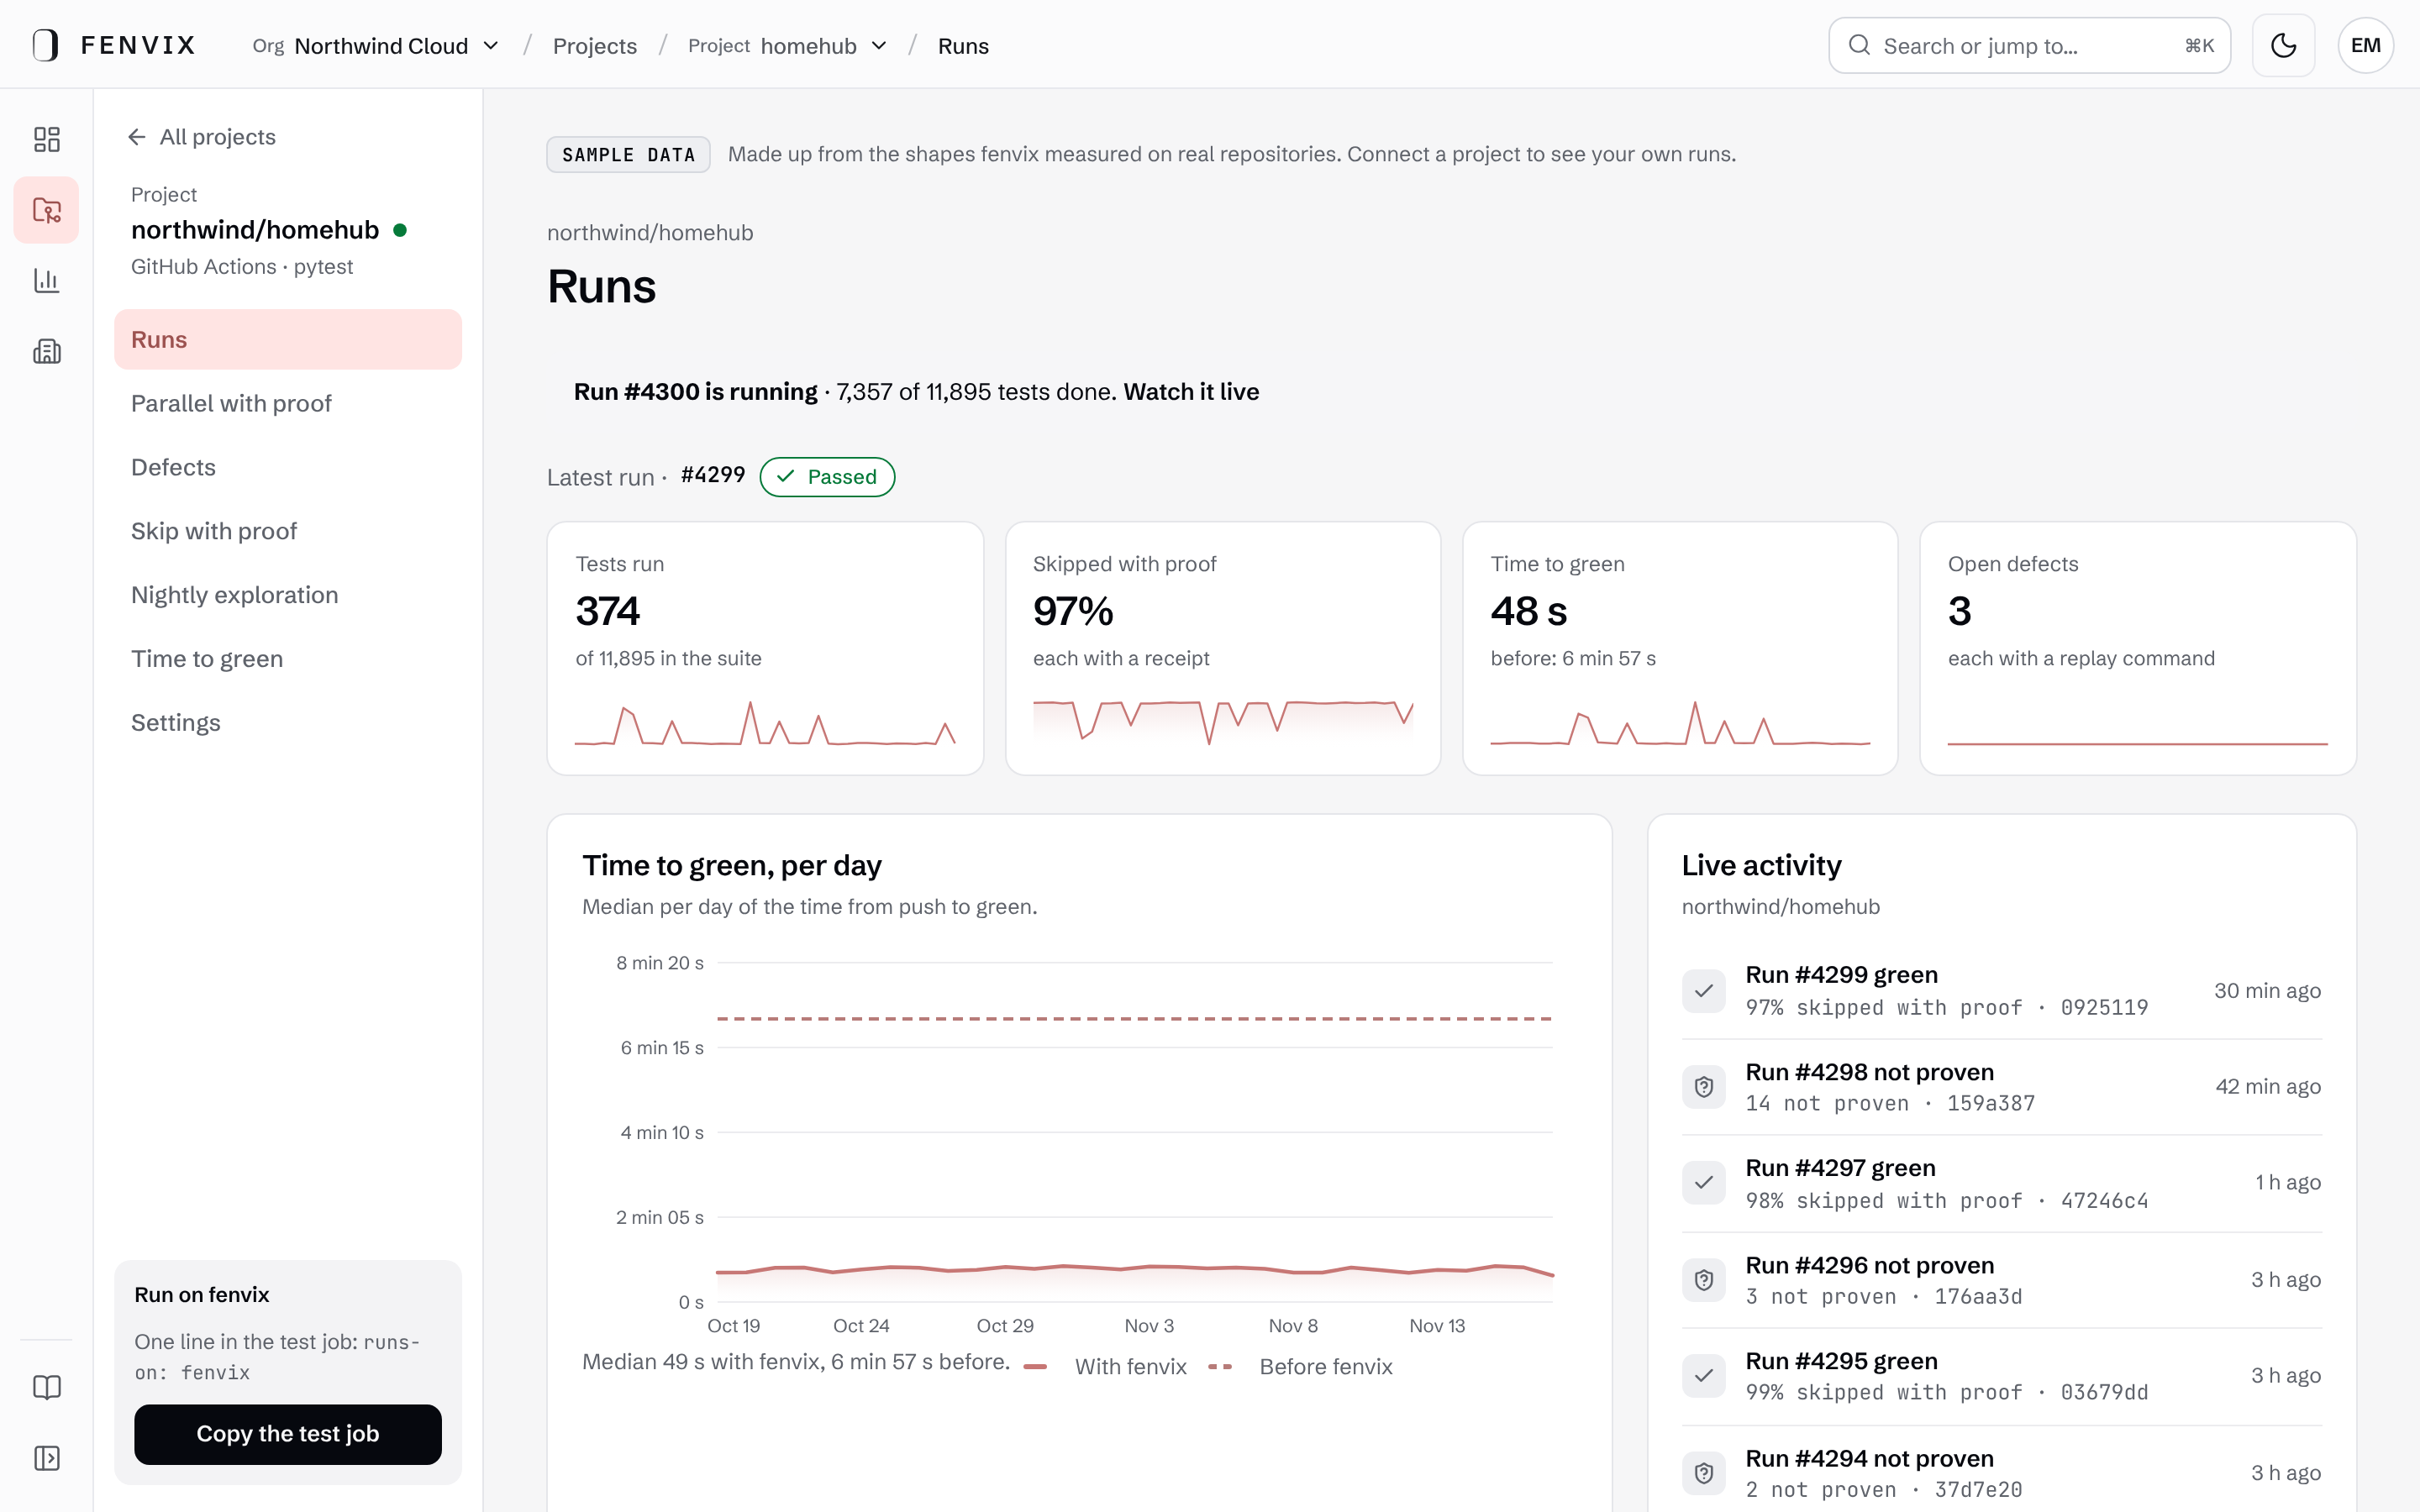 FENVIX
Org Northwind Cloud / Projects / Project homehub / Runs
Search or jump to... ⌘K
EM
All projects
Project
northwind/homehub
GitHub Actions · pytest
Runs
Parallel with proof
Defects
Skip with proof
Nightly exploration
Time to green
Settings
Run on fenvix
One line in the test job: runs-
on: fenvix
Copy the test job
SAMPLE DATA Made up from the shapes fenvix measured on real repositories. Connect a project to see your own runs.
northwind/homehub
Runs
Run #4300 is running · 7,357 of 11,895 tests done. Watch it live
Latest run · #4299 Passed
Tests run
374
of 11,895 in the suite
Skipped with proof
97%
each with a receipt
Time to green
48 s
before: 6 min 57 s
Open defects
3
each with a replay command
Time to green, per day
Median per day of the time from push to green.
8 min 20 s
6 min 15 s
4 min 10 s
2 min 05 s
0 s
Oct 19 Oct 24 Oct 29 Nov 3 Nov 8 Nov 13
Median 49 s with fenvix, 6 min 57 s before. With fenvix Before fenvix
Live activity
northwind/homehub
Run #4299 green
97% skipped with proof · 0925119
30 min ago
Run #4298 not proven
14 not proven · 159a387
42 min ago
Run #4297 green
98% skipped with proof · 47246c4
1 h ago
Run #4296 not proven
3 not proven · 176aa3d
3 h ago
Run #4295 green
99% skipped with proof · 03679dd
3 h ago
Run #4294 not proven
2 not proven · 37d7e20
3 h ago